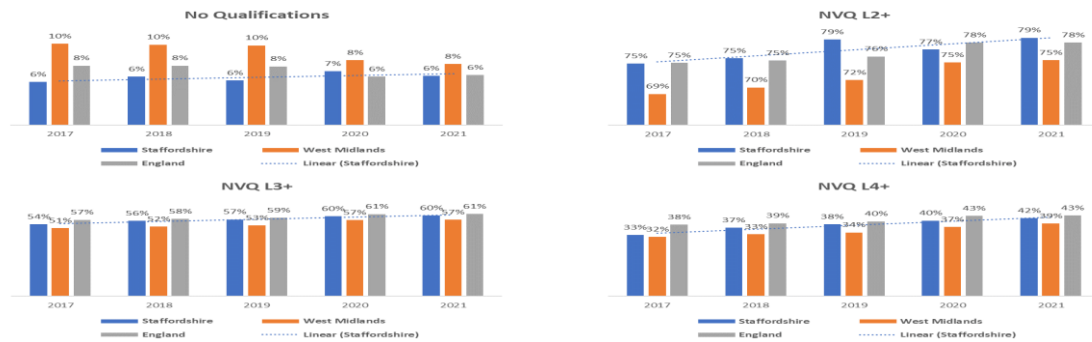 No Qualifications
10% 10% 10%
8% 8% 8% 8% 8%
6% 6% 6% 7% 6% 6% 6%
2017 2018 2019 2020 2021
Staffordshire West Midlands
England Linear (Staffordshire)
NVQ L2+
75% 69% 75% 75% 70% 75% 79% 72% 76% 77% 75% 78% 79% 75% 78%
2017 2018 2019 2020 2021
Staffordshire West Midlands
England Linear (Staffordshire)
NVQ L3+
54% 51% 57% 56% 52% 58% 57% 53% 59% 60% 57% 61% 60% 57% 61%
2017 2018 2019 2020 2021
Staffordshire West Midlands
England Linear (Staffordshire)
NVQ L4+
33% 32% 38% 37% 33% 39% 38% 34% 40% 40% 37% 43% 42% 39% 43%
2017 2018 2019 2020 2021
Staffordshire West Midlands
England Linear (Staffordshire)